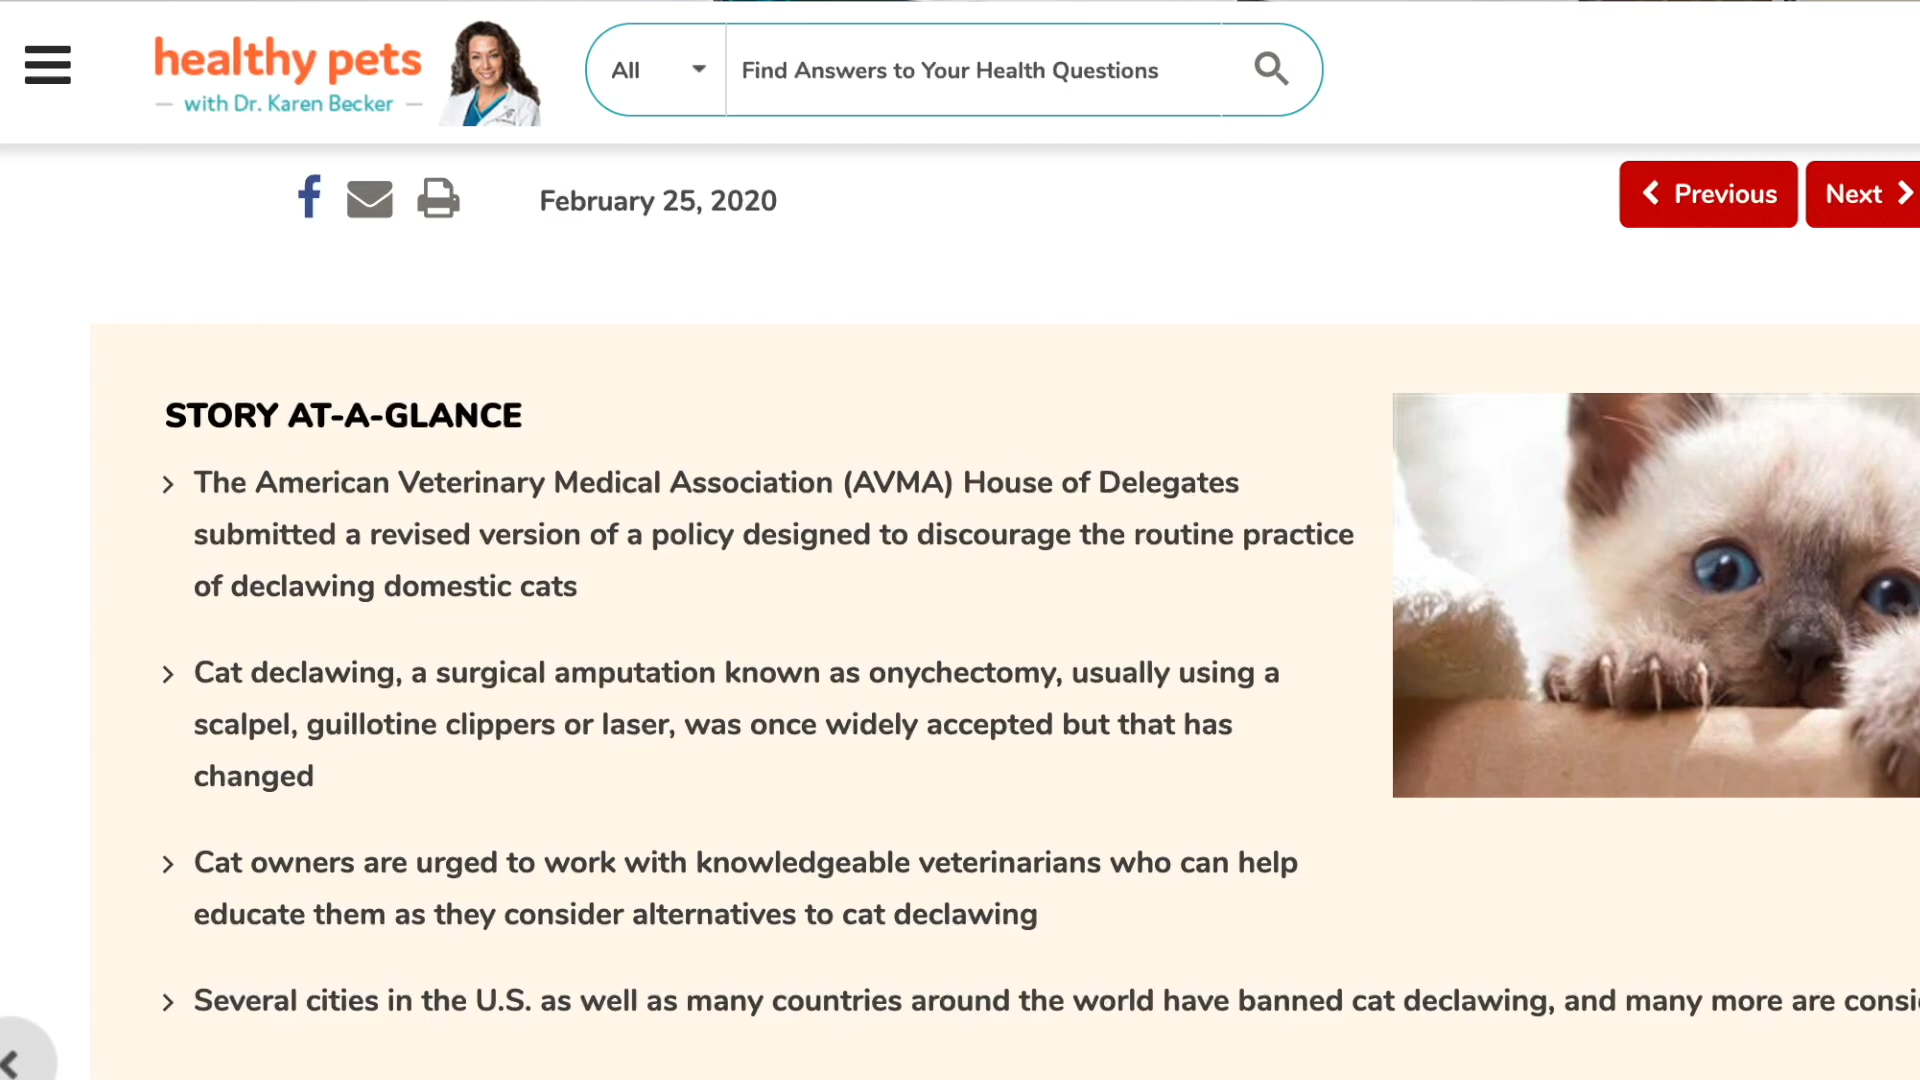 healthy pets
— with Dr. Karen Becker —
All
Find Answers to Your Health Questions
February 25, 2020
Previous
Next
STORY AT-A-GLANCE
The American Veterinary Medical Association (AVMA) House of Delegates
submitted a revised version of a policy designed to discourage the routine practice
of declawing domestic cats
Cat declawing, a surgical amputation known as onychectomy, usually using a
scalpel, guillotine clippers or laser, was once widely accepted but that has
changed
Cat owners are urged to work with knowledgeable veterinarians who can help
educate them as they consider alternatives to cat declawing
Several cities in the U.S. as well as many countries around the world have banned cat declawing, and many more are